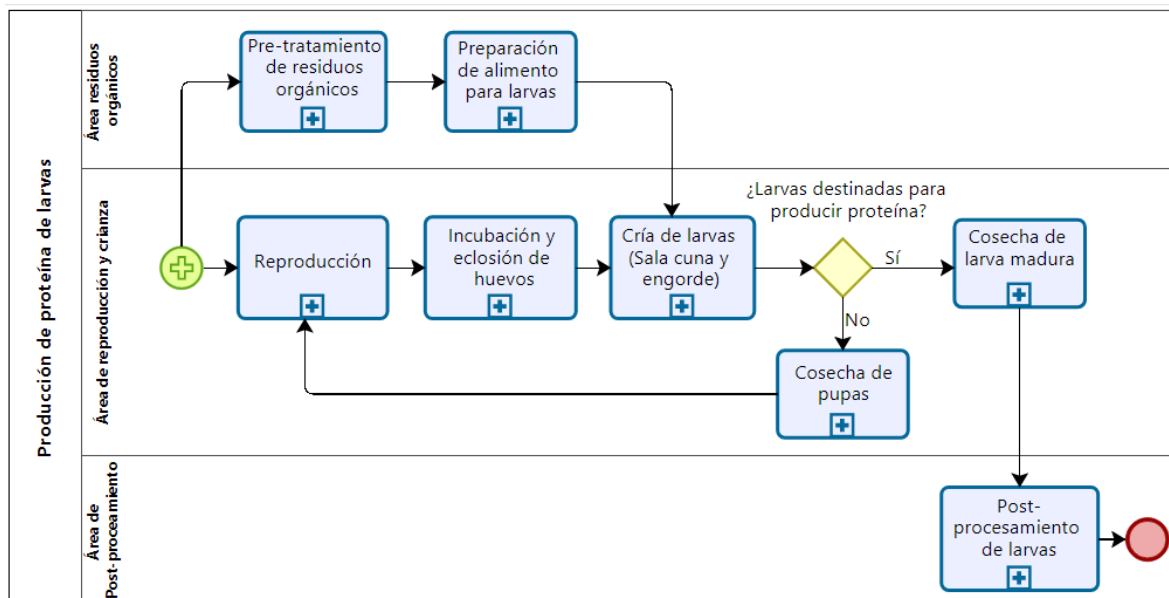 Producción de proteína de larvas
Área residuos
orgánicos
Pre-tratamiento
de residuos
orgánicos
Preparación
de alimento
para larvas
Área de reproducción y crianza
Reproducción
Incubación y
eclosión de
huevos
Cría de larvas
(Sala cuna y
engorde)
¿Larvas destinadas para
producir proteína?
Sí
No
Cosecha de
larva madura
Cosecha de
pupas
Área de
Post-proceamiento
Post-
procesamiento
de larvas